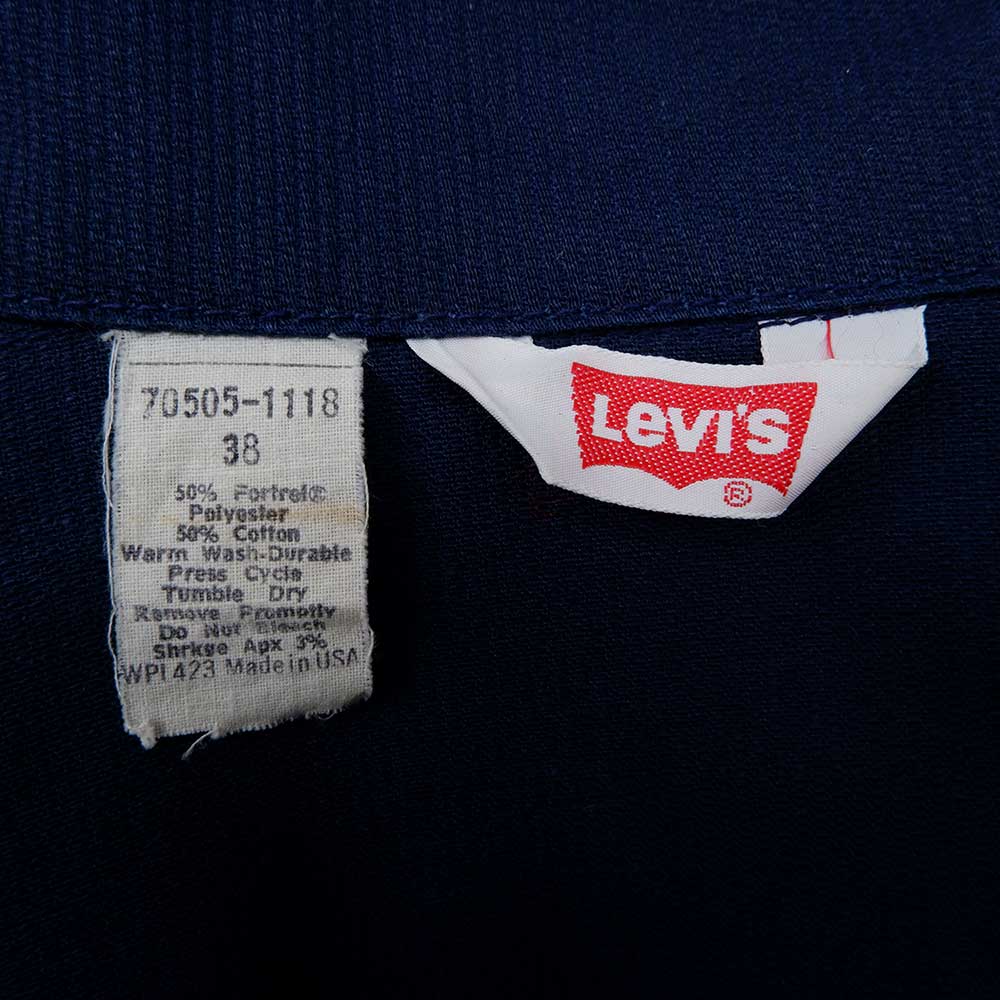 70505-1118
38
50% Fortrel®
Polyester
50% Cotton
Warm Wash-Durable
Press Cycle
Tumble Dry
Remove Promptly
Do Not Bleach
Shrkge Apx 3%
WPL423 Made in USA
Levi's
®